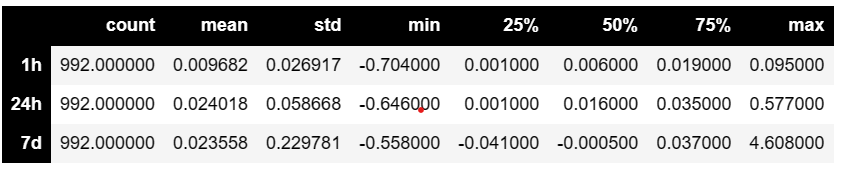 count mean std min 25% 50% 75% max
1h 992.000000 0.009682 0.026917 -0.704000 0.001000 0.006000 0.019000 0.095000
24h 992.000000 0.024018 0.058668 -0.646000 0.001000 0.016000 0.035000 0.577000
7d 992.000000 0.023558 0.229781 -0.558000 -0.041000 -0.000500 0.037000 4.608000